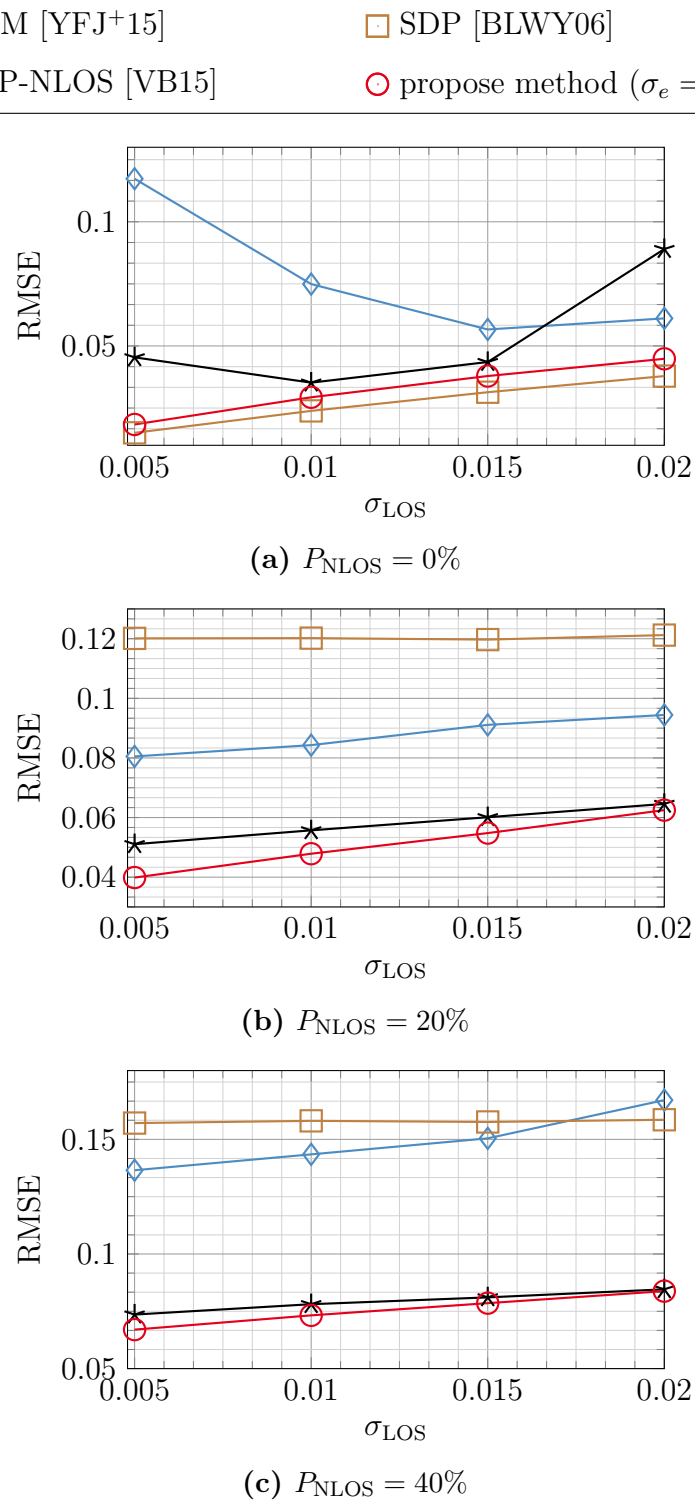 M [YFJ+15] SDP [BLWY06]
P-NLOS [VB15] propose method (σe =
0.1
0.05
RMSE
0.005 0.01 0.015 0.02
σLOS
(a) PNLOS = 0%
0.12
0.1
0.08
0.06
0.04
RMSE
0.005 0.01 0.015 0.02
σLOS
(b) PNLOS = 20%
0.15
0.1
0.05
RMSE
0.005 0.01 0.015 0.02
σLOS
(c) PNLOS = 40%